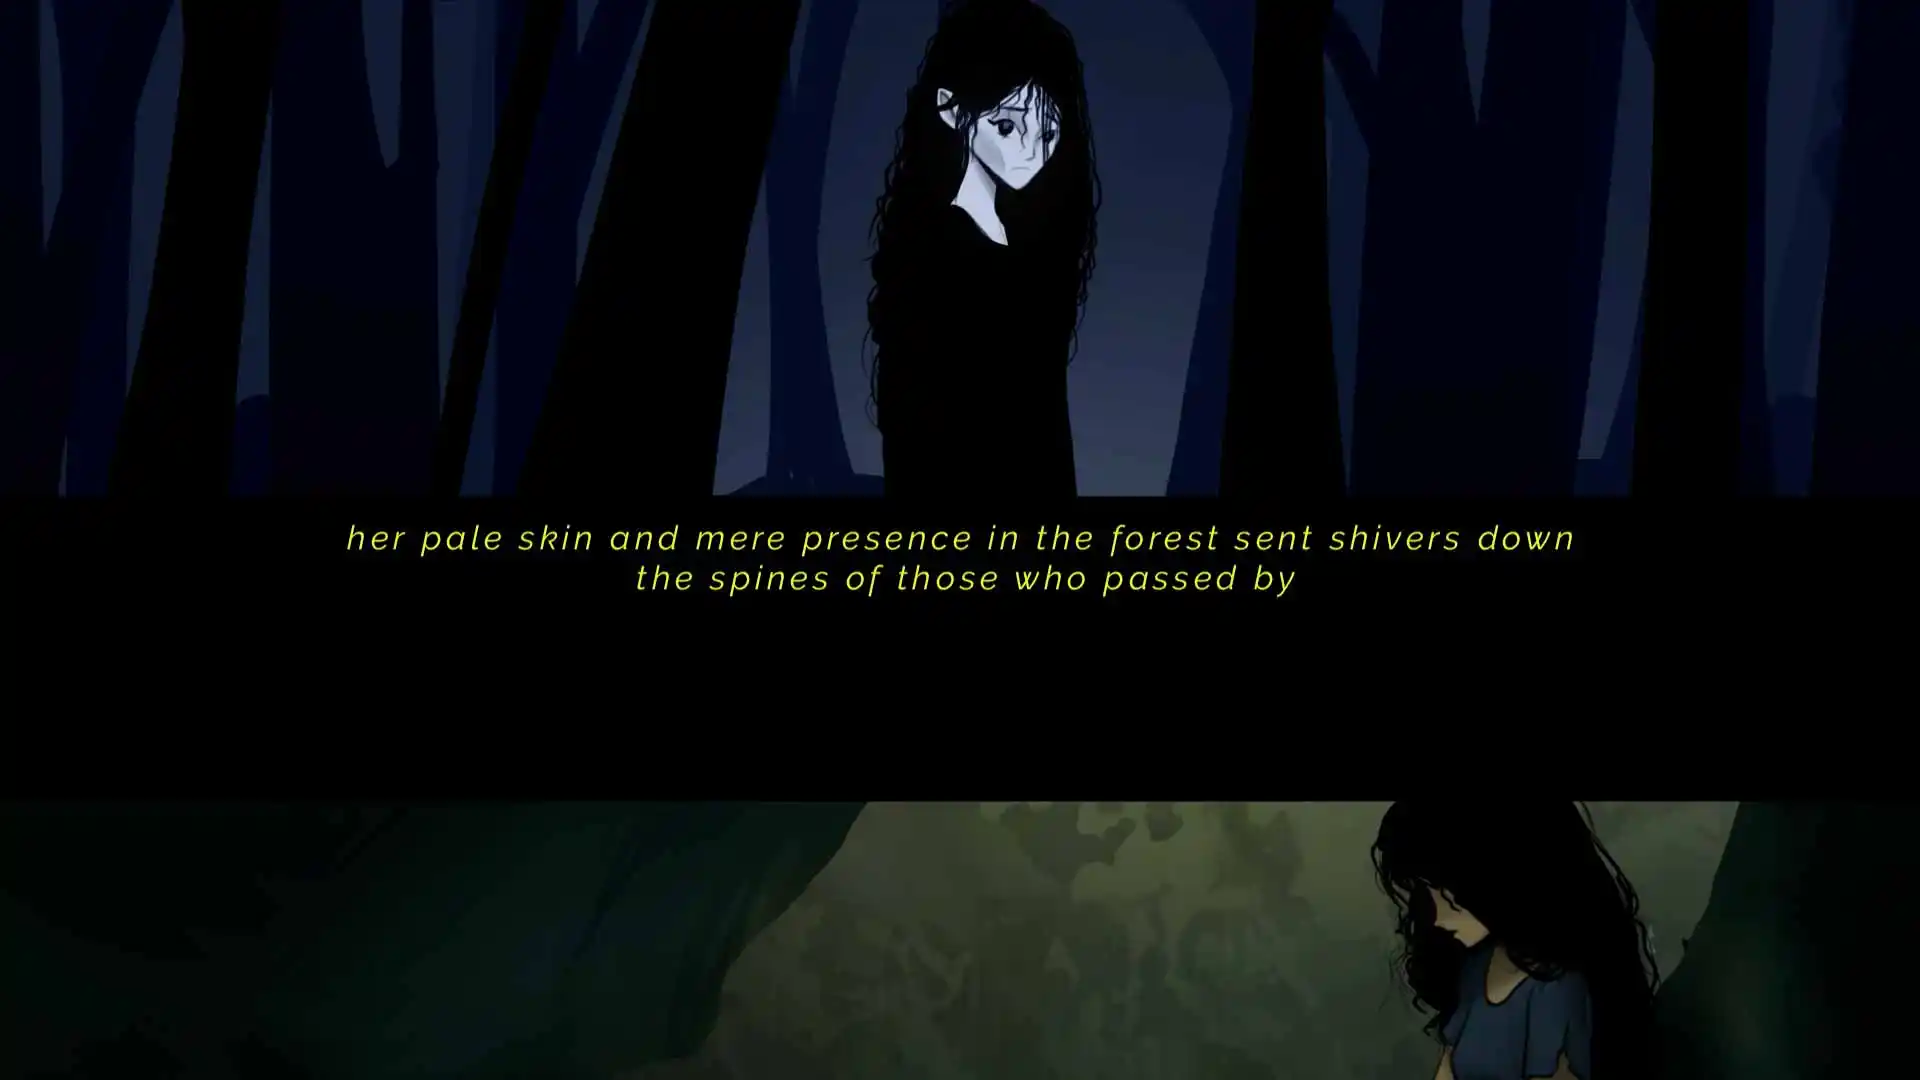 her pale skin and mere presence in the forest sent shivers down
the spines of those who passed by